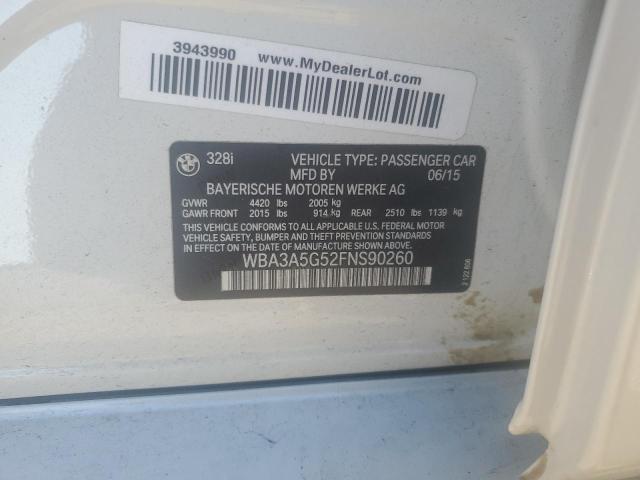 3943990 www.MyDealerLot.com
328i VEHICLE TYPE: PASSENGER CAR
MFD BY 06/15
BAYERISCHE MOTOREN WERKE AG
GVWR 4420 lbs 2005 kg
GAWR FRONT 2015 lbs 914 kg REAR 2510 lbs 1139 kg
THIS VEHICLE CONFORMS TO ALL APPLICABLE U.S. FEDERAL MOTOR
VEHICLE SAFETY, BUMPER, AND THEFT PREVENTION STANDARDS
IN EFFECT ON THE DATE OF MANUFACTURE SHOWN ABOVE.
WBA3A5G52FNS90260